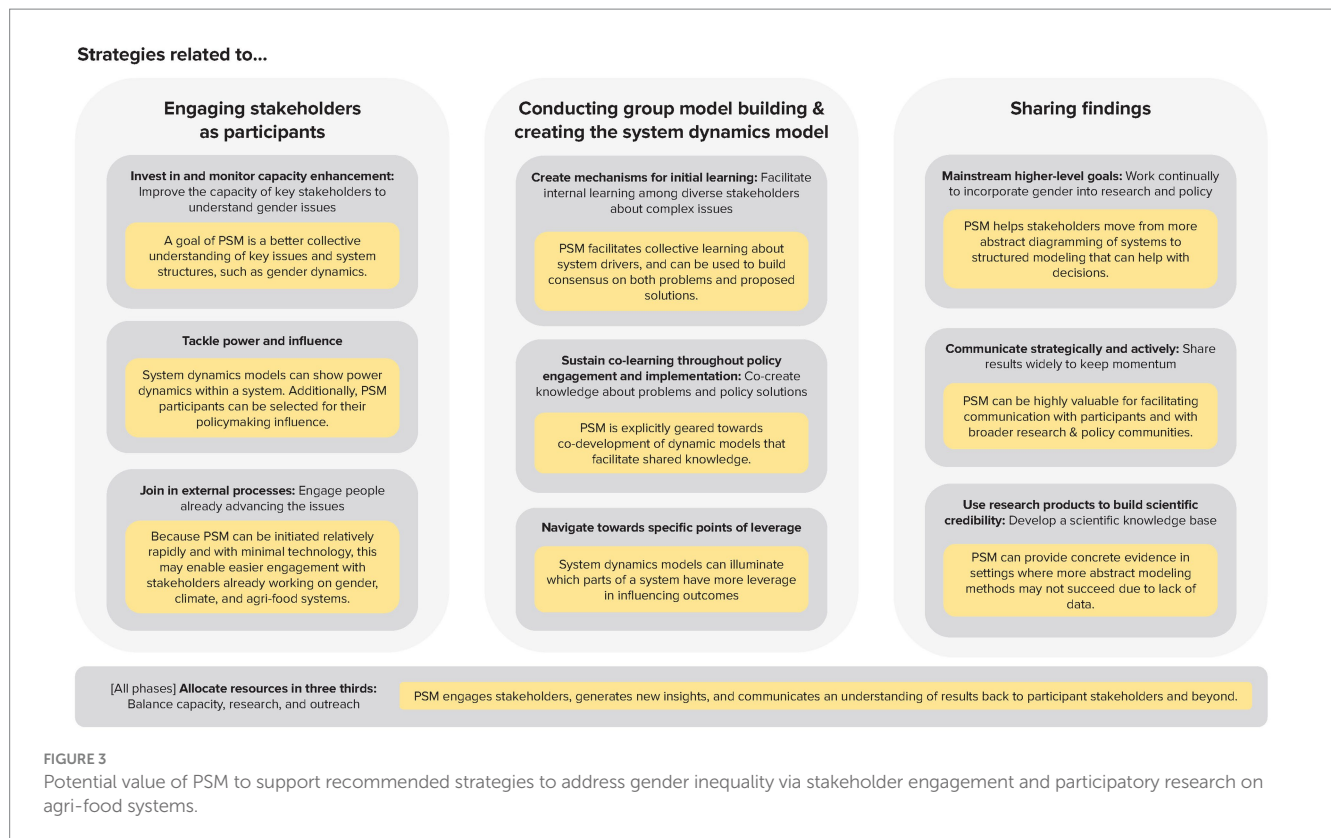 Strategies related to...
Engaging stakeholders
as participants
Invest in and monitor capacity enhancement:
Improve the capacity of key stakeholders to
understand gender issues
A goal of PSM is a better collective
understanding of key issues and system
structures, such as gender dynamics.
Tackle power and influence
System dynamics models can show power
dynamics within a system. Additionally, PSM
participants can be selected for their
policymaking influence.
Join in external processes: Engage people
already advancing the issues
Because PSM can be initiated relatively
rapidly and with minimal technology, this
may enable easier engagement with
stakeholders already working on gender,
climate, and agri-food systems.
Conducting group model building &
creating the system dynamics model
Create mechanisms for initial learning: Facilitate
internal learning among diverse stakeholders
about complex issues
PSM facilitates collective learning about
system drivers, and can be used to build
consensus on both problems and proposed
solutions.
Sustain co-learning throughout policy
engagement and implementation: Co-create
knowledge about problems and policy solutions
PSM is explicitly geared towards
co-development of dynamic models that
facilitate shared knowledge.
Navigate towards specific points of leverage
System dynamics models can illuminate
which parts of a system have more leverage
in influencing outcomes
Sharing findings
Mainstream higher-level goals: Work continually
to incorporate gender into research and policy
PSM helps stakeholders move from more
abstract diagramming of systems to
structured modeling that can help with
decisions.
Communicate strategically and actively: Share
results widely to keep momentum
PSM can be highly valuable for facilitating
communication with participants and with
broader research & policy communities.
Use research products to build scientific
credibility: Develop a scientific knowledge base
PSM can provide concrete evidence in
settings where more abstract modeling
methods may not succeed due to lack of
data.
[All phases] Allocate resources in three thirds:
Balance capacity, research, and outreach
PSM engages stakeholders, generates new insights, and communicates an understanding of results back to participant stakeholders and beyond.
FIGURE 3
Potential value of PSM to support recommended strategies to address gender inequality via stakeholder engagement and participatory research on
agri-food systems.